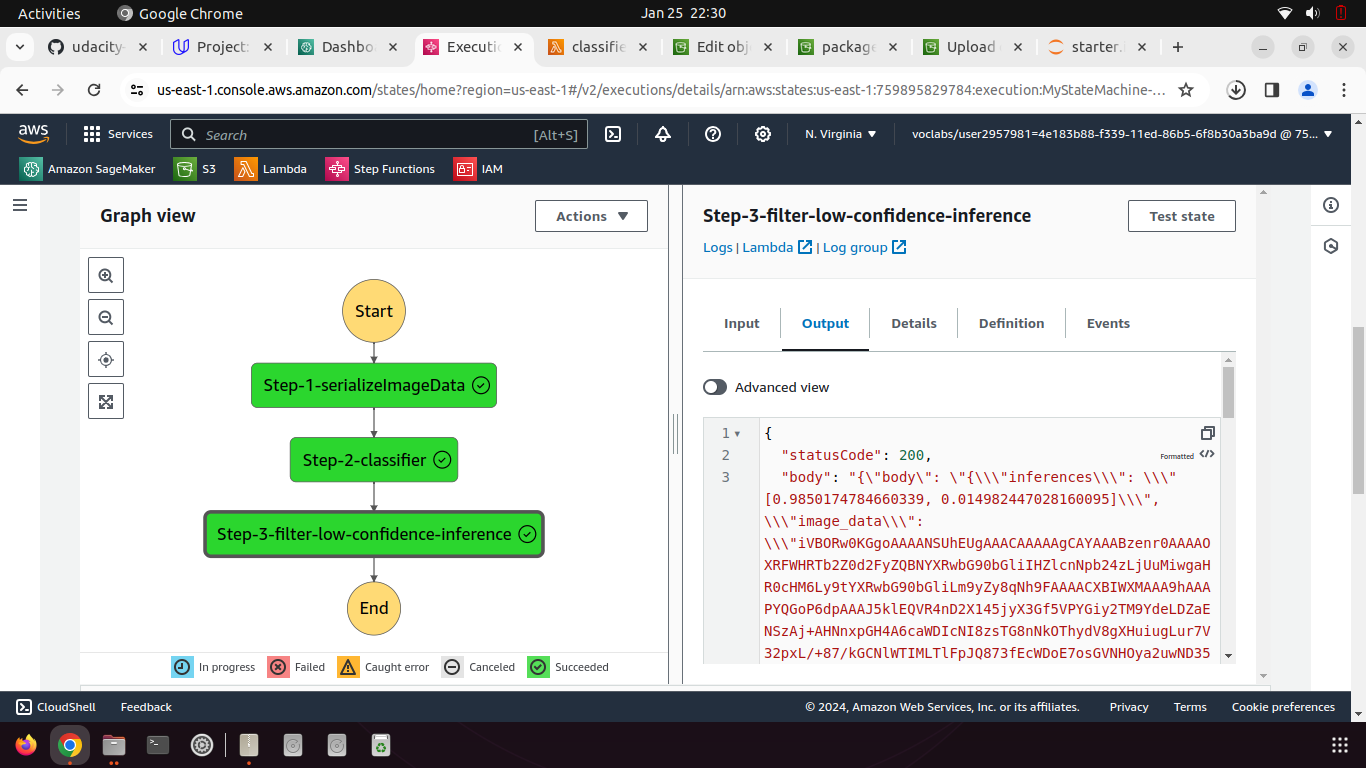 Activities
Google Chrome
Jan 25 22:30
udacity-
Project:
Dashbo
Executi
classifie
Edit obj
package
Upload
starter.
us-east-1.console.aws.amazon.com/states/home?region=us-east-1#/v2/executions/details/arn:aws:states:us-east-1:759895829784:execution:MyStateMachine-...
aws
Services
Search
[Alt+S]
N. Virginia
voclabs/user2957981=4e183b88-f339-11ed-86b5-6f8b30a3ba9d @ 75...
Amazon SageMaker
S3
Lambda
Step Functions
IAM
Graph view
Actions
Start
Step-1-serializeImageData
Step-2-classifier
Step-3-filter-low-confidence-inference
End
In progress
Failed
Caught error
Canceled
Succeeded
Step-3-filter-low-confidence-inference
Test state
Logs | Lambda | Log group
Input
Output
Details
Definition
Events
Advanced view
Formatted
1 {
2 "statusCode": 200,
3 "body": "{\"body\": \"{\\\"inferences\\\": \\\"
[0.9850174784660339, 0.014982447028160095]\\\",
\\\"image_data\\\":
\\\"iVBORw0KGgoAAAANSUhEUgAAACAAAAAgCAYAAABzenr0AAAAO
XRFWHRTb2Z0d2FyZQBNYXRwbG90bGliIHZlcnNpb24zLjUuMiwgaH
R0cHM6Ly9tYXRwbG90bGliLm9yZy8qNh9FAAAACXBIWXMAAA9hAAA
PYQGoP6dpAAAJ5klEQVR4nD2X145jyX3Gf5VPYGiy2TM9YdeLDZaE
NSzAj+AHNnxpGH4A6caWDIcNI8zsTG8nNkOThydV8gXHuiugLur7V
32pxL/+87/kGCNlWTIMLTlFpJQ873fEcWDoE7osGVNHOya2uwND35
CloudShell
Feedback
© 2024, Amazon Web Services, Inc. or its affiliates.
Privacy
Terms
Cookie preferences